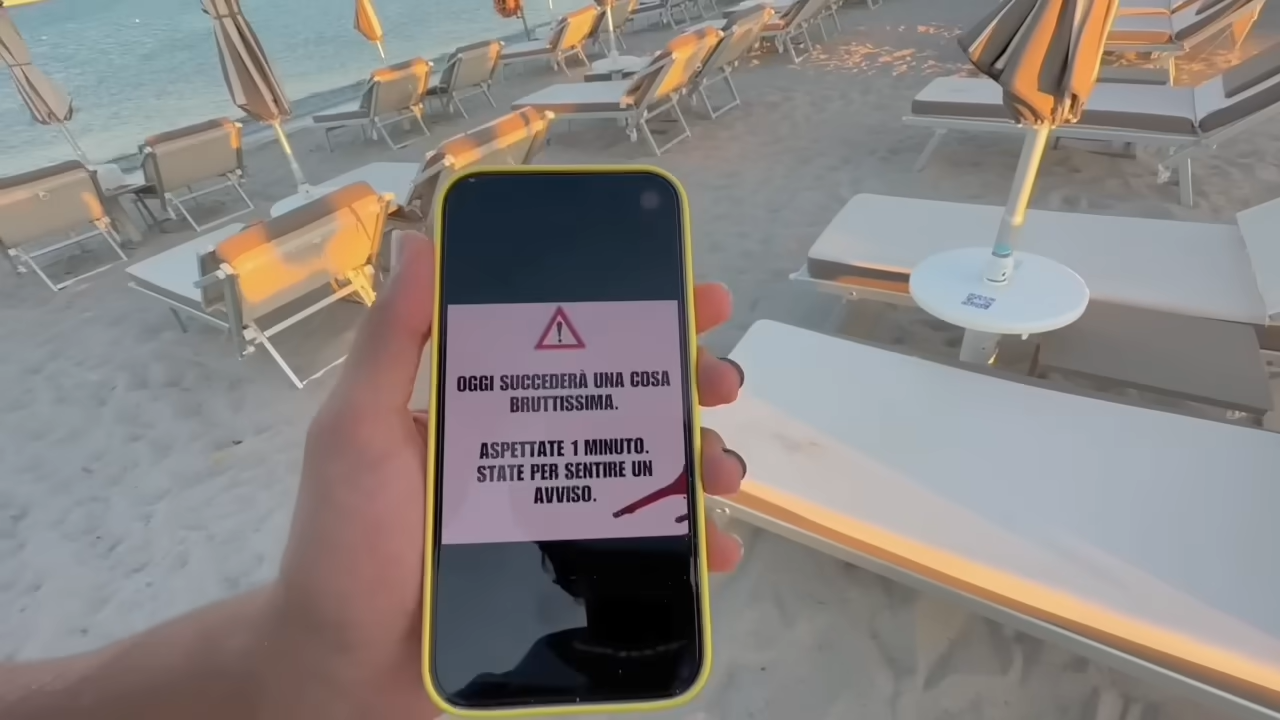 OGGI SUCCEDERÀ UNA COSA
BRUTTISSIMA.
ASPETTATE 1 MINUTO.
STATE PER SENTIRE UN
AVVISO.